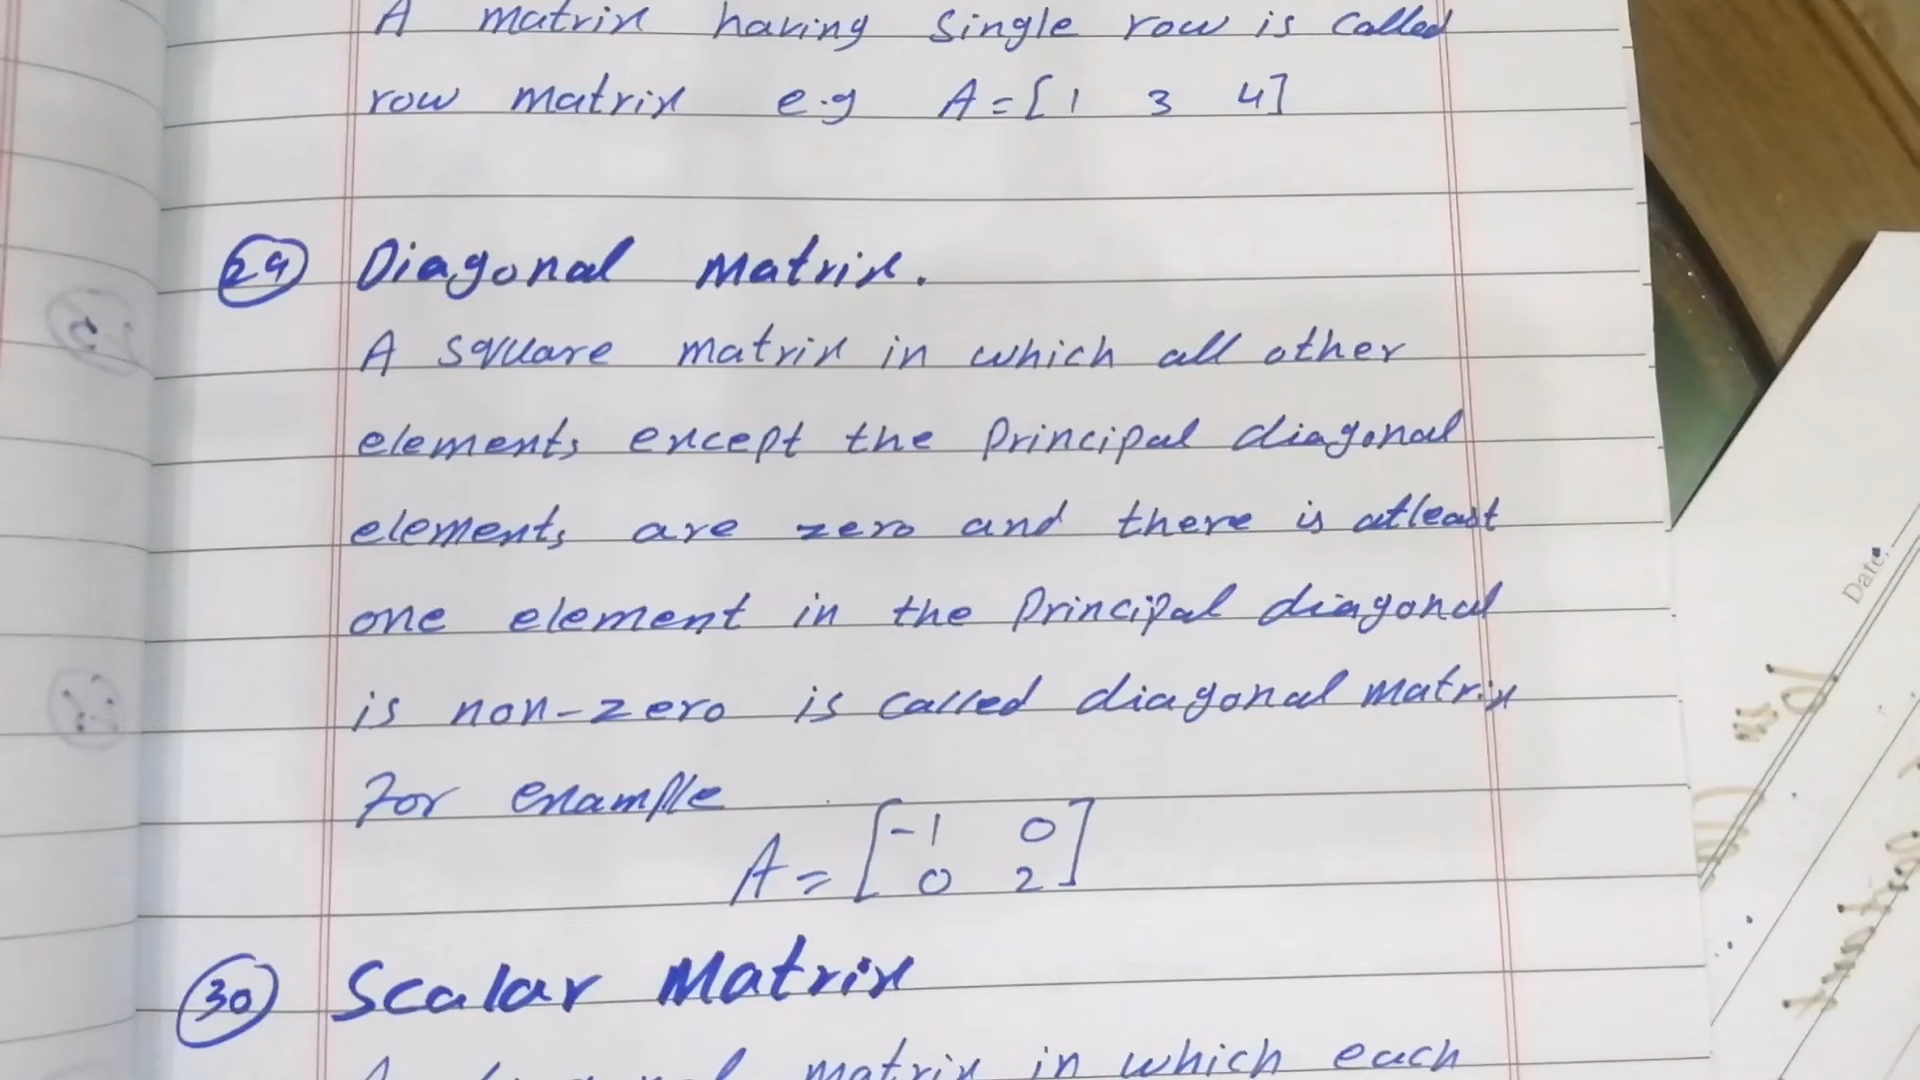 A matrix having single row is called
row matrix e.g A = [1 3 4]
29 Diagonal Matrix.
A square matrix in which all other
elements except the principal diagonal
elements are zero and there is atleast
one element in the principal diagonal
is non-zero is called diagonal matrix
For example
A = [-1 0
0 2]
30 Scalar Matrix
matrix in which each
Date: